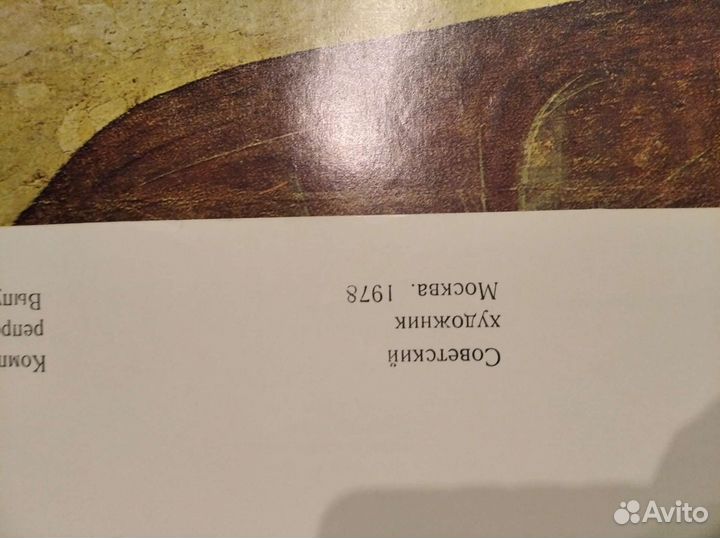 Советский
художник
Москва. 1978
Avito